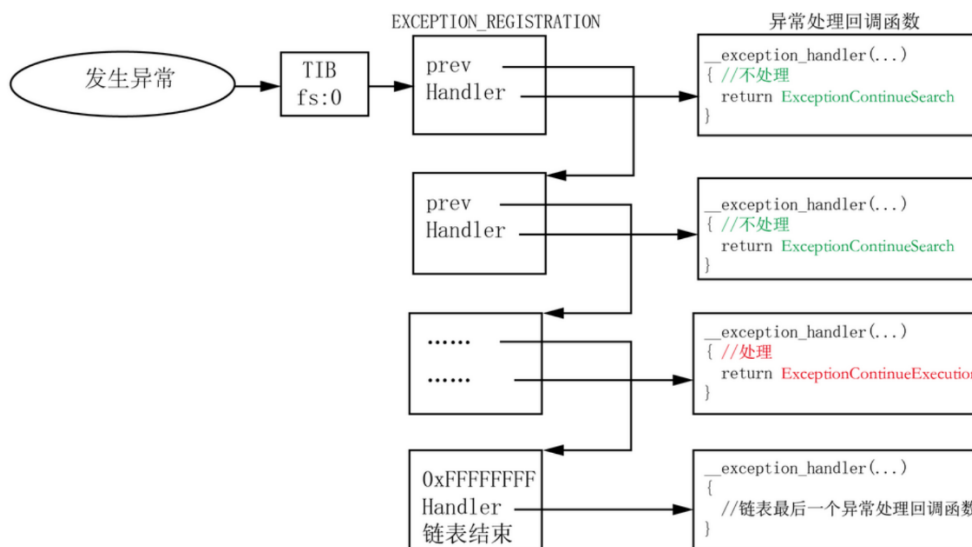 EXCEPTION_REGISTRATION
异常处理回调函数
发生异常
TIB
fs:0
prev
Handler
__exception_handler(...)
{ //不处理
return ExceptionContinueSearch
}
prev
Handler
__exception_handler(...)
{ //不处理
return ExceptionContinueSearch
}
······
······
__exception_handler(...)
{ //处理
return ExceptionContinueExecution
}
0xFFFFFFFF
Handler
链表结束
__exception_handler(...)
{
//链表最后一个异常处理回调函数
}